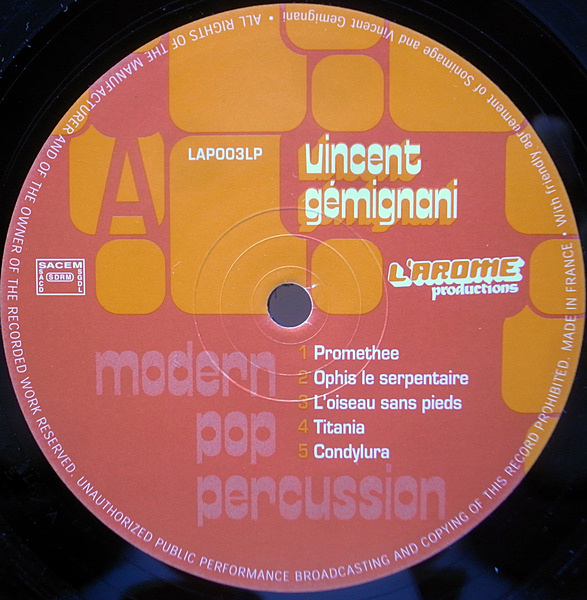 A
LAP003LP
vincent
gémignani
L'AROME
productions
SACEM
SACD
SDRM
SGDL
modern
pop
percussion
1 Promethee
2 Ophis le serpentaire
3 L'oiseau sans pieds
4 Titania
5 Condylura
ALL RIGHTS OF THE MANUFACTURER AND OF THE OWNER OF THE RECORDED WORK RESERVED. UNAUTHORIZED PUBLIC PERFORMANCE BROADCASTING AND COPYING OF THIS RECORD PROHIBITED. MADE IN FRANCE • With friendly agruement of Sonimage and Vincent Gemignani •